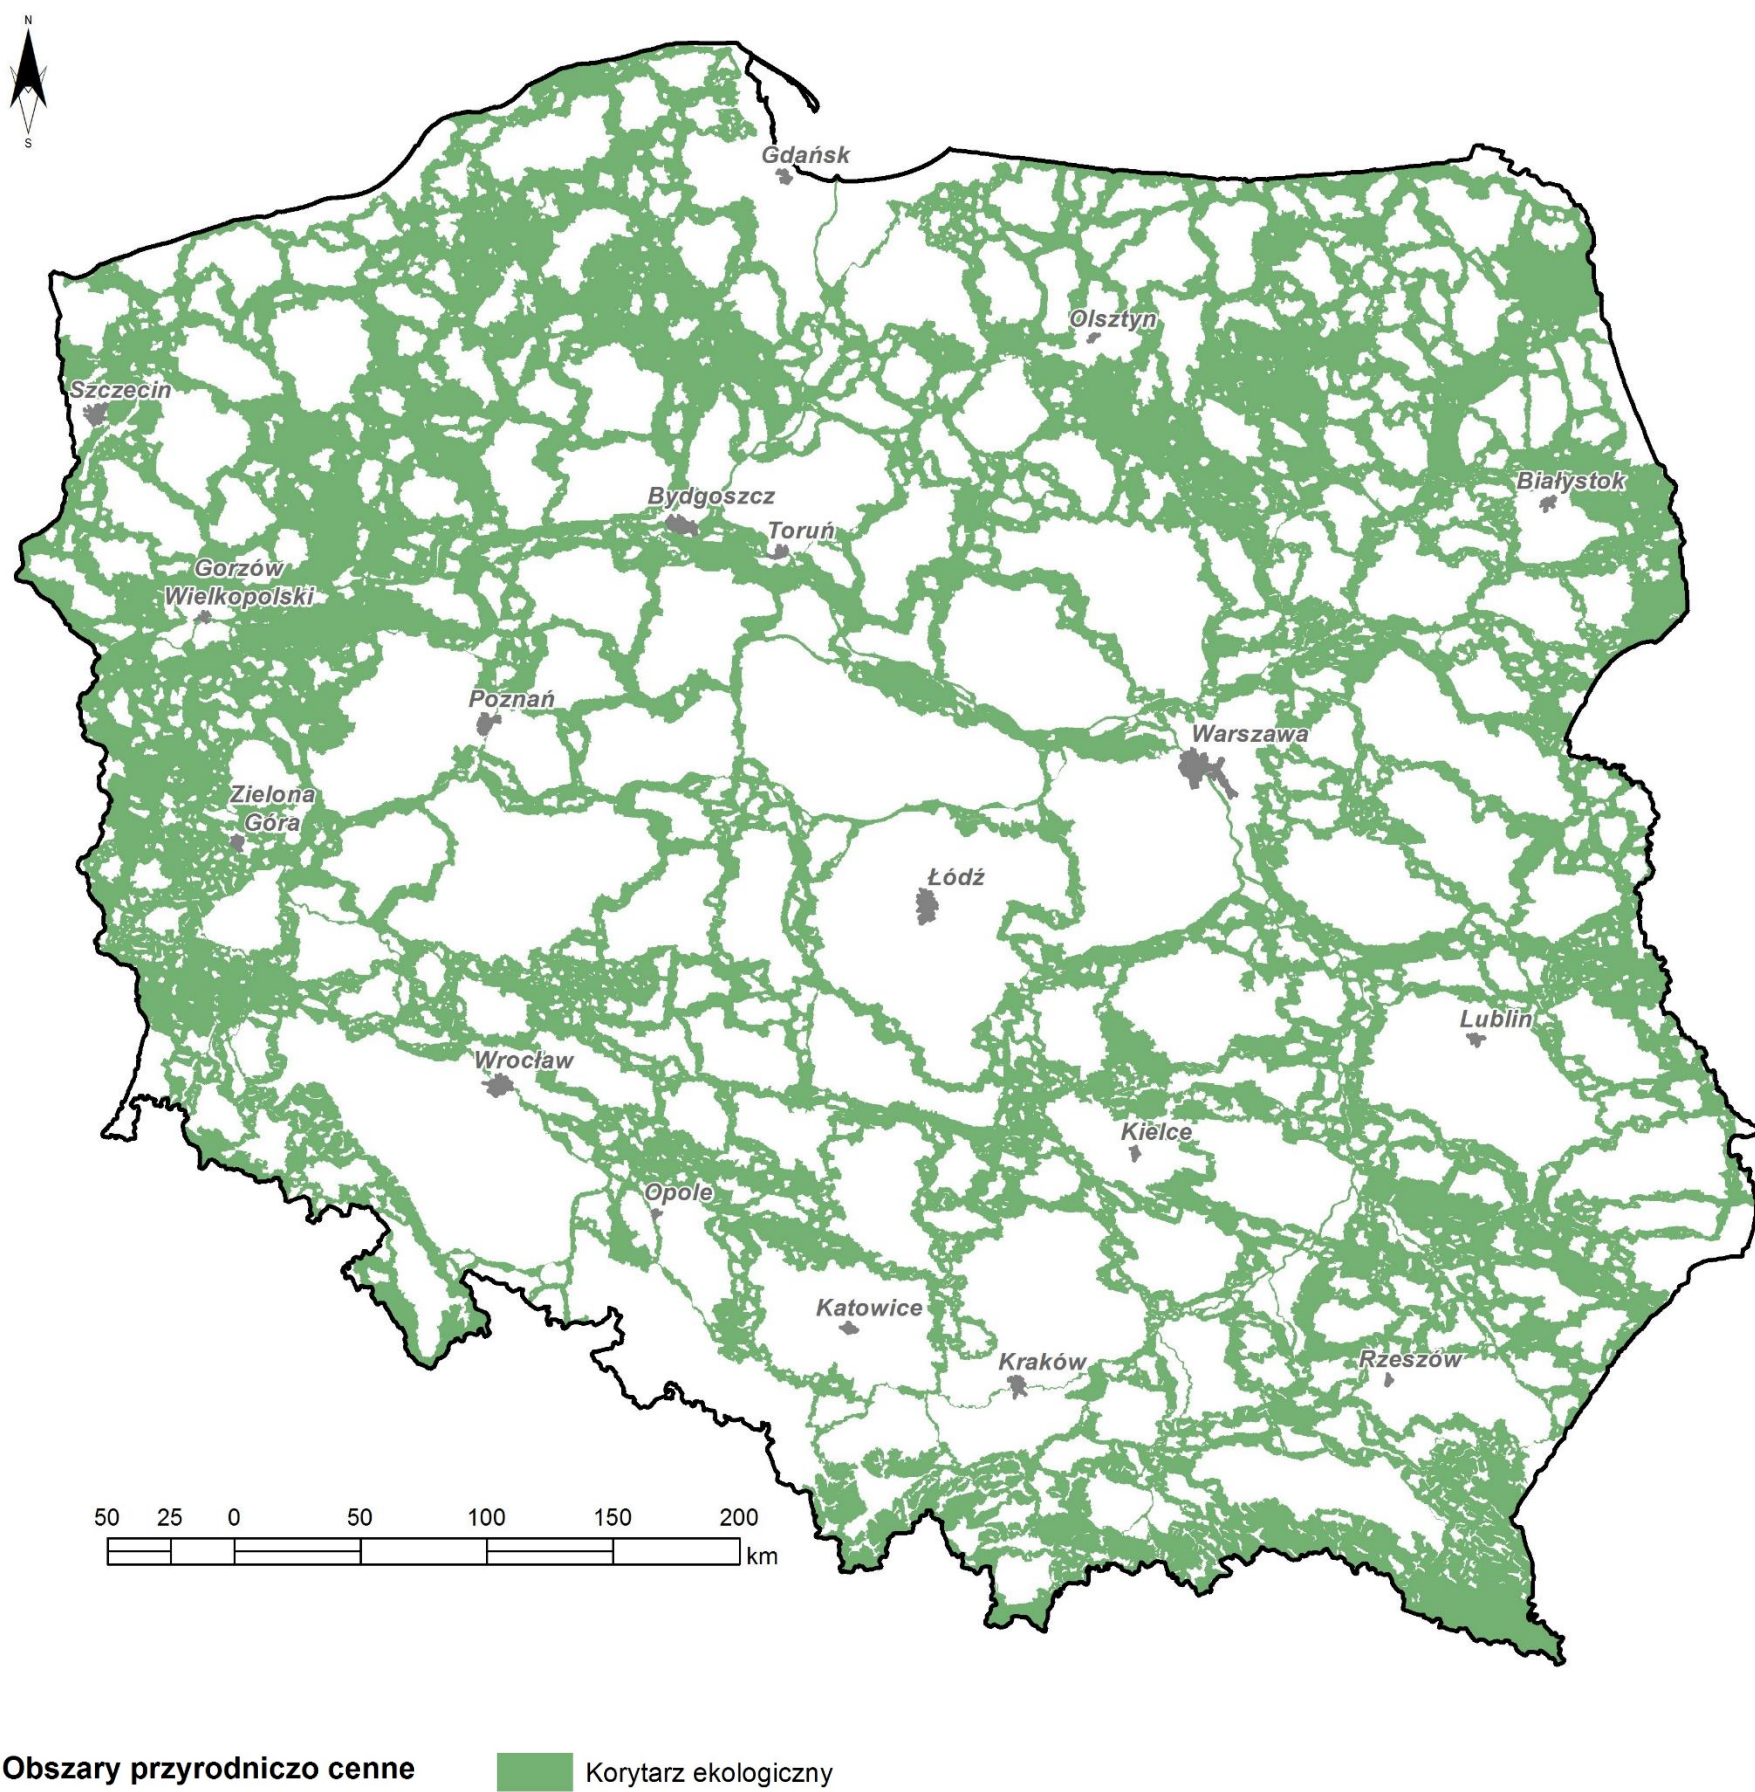 N
S
Gdańsk
Olsztyn
Szczecin
Białystok
Bydgoszcz
Toruń
Gorzów
Wielkopolski
Poznań
Warszawa
Zielona
Góra
Łódź
Lublin
Wrocław
Kielce
Opole
Katowice
Kraków
Rzeszów
50 25 0 50 100 150 200
km
Obszary przyrodniczo cenne
Korytarz ekologiczny